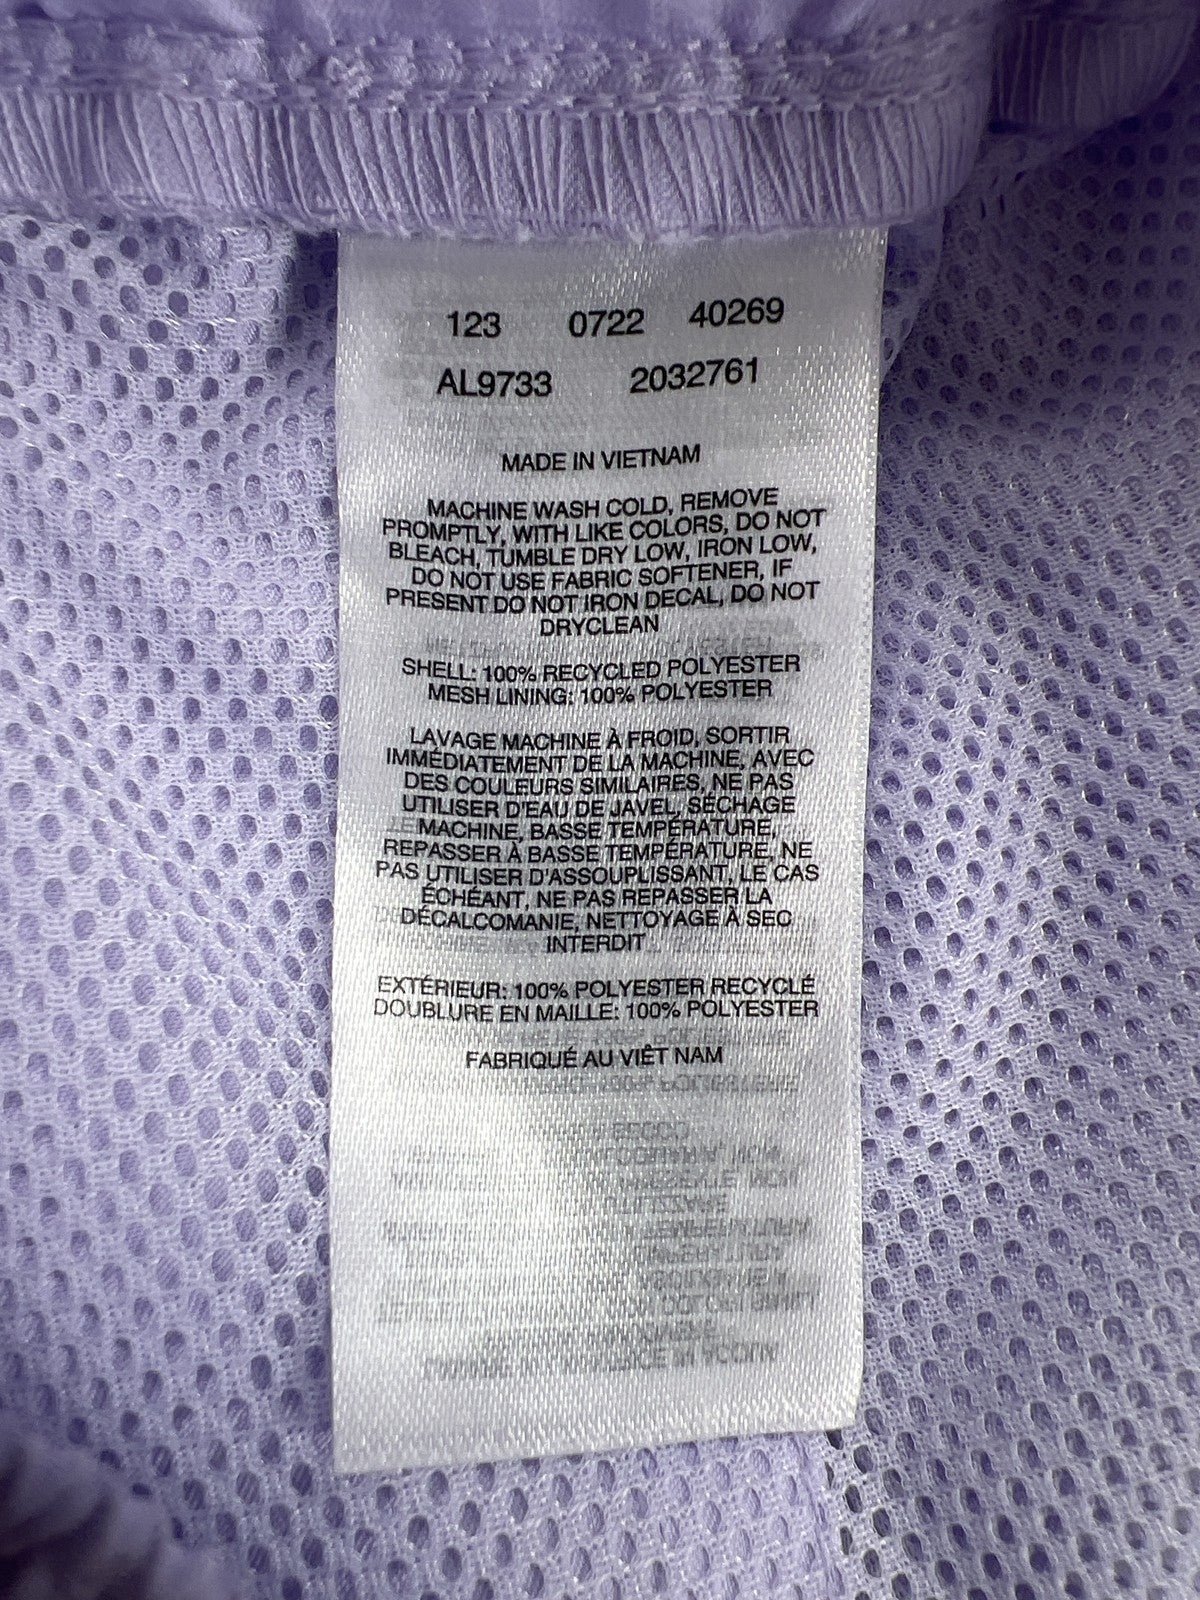 123 0722 40269
AL9733 2032761
MADE IN VIETNAM
MACHINE WASH COLD, REMOVE
PROMPTLY, WITH LIKE COLORS, DO NOT
BLEACH, TUMBLE DRY LOW, IRON LOW,
DO NOT USE FABRIC SOFTENER, IF
PRESENT DO NOT IRON DECAL, DO NOT
DRYCLEAN
SHELL: 100% RECYCLED POLYESTER
MESH LINING: 100% POLYESTER
LAVAGE MACHINE À FROID, SORTIR
IMMÉDIATEMENT DE LA MACHINE, AVEC
DES COULEURS SIMILAIRES, NE PAS
UTILISER D'EAU DE JAVEL, SÉCHAGE
MACHINE, BASSE TEMPÉRATURE,
REPASSER À BASSE TEMPÉRATURE, NE
PAS UTILISER D'ASSOUPLISSANT, LE CAS
ÉCHÉANT, NE PAS REPASSER LA
DÉCALCOMANIE, NETTOYAGE À SEC
INTERDIT
EXTÉRIEUR: 100% POLYESTER RECYCLÉ
DOUBLURE EN MAILLE: 100% POLYESTER
FABRIQUÉ AU VIÊT NAM